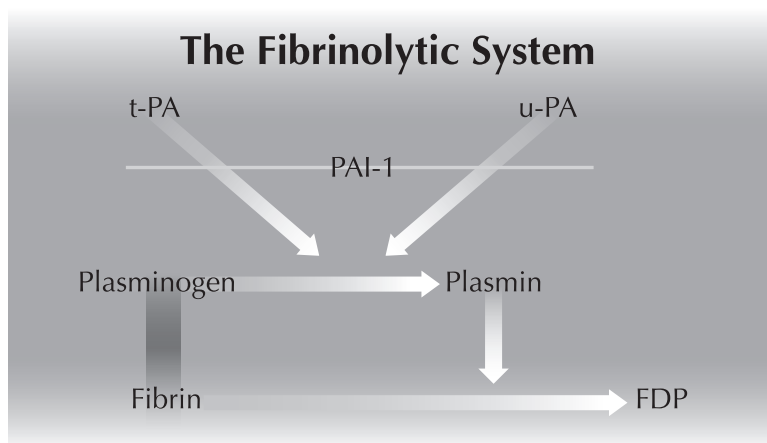 The Fibrinolytic System
t-PA u-PA
PAI-1
Plasminogen Plasmin
Fibrin FDP